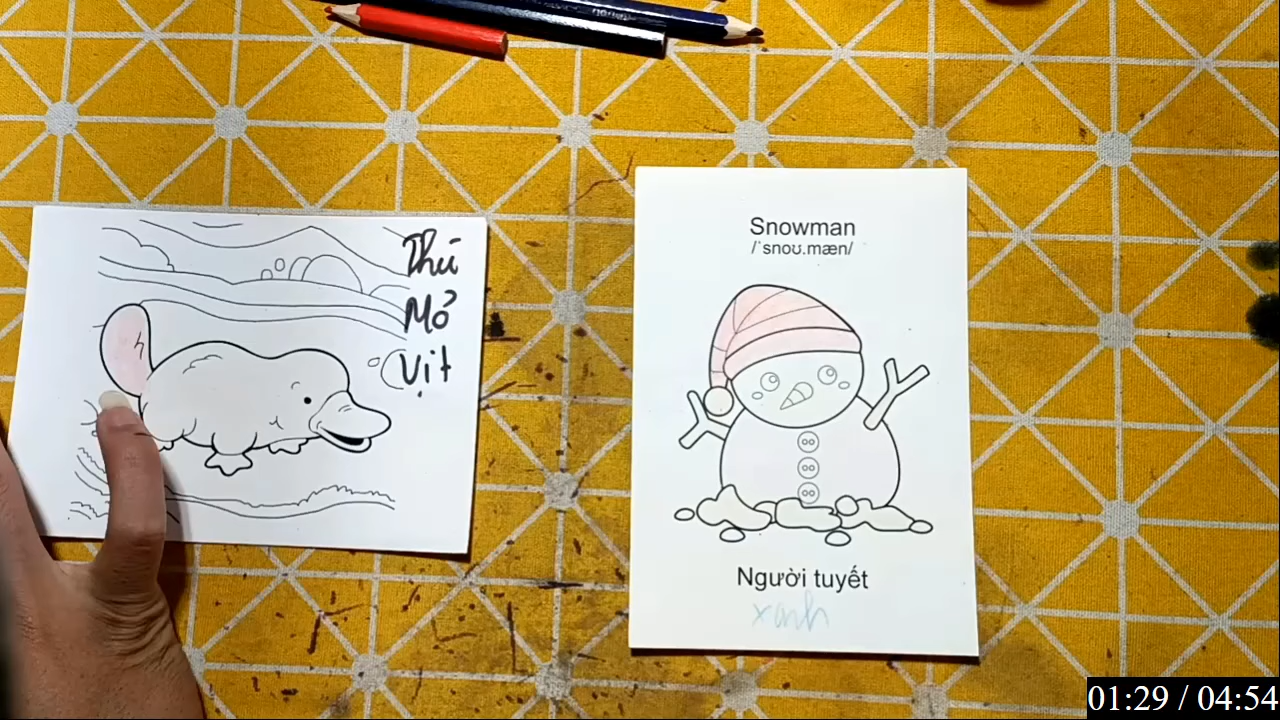 Thú
Mỏ
Vịt
Snowman
/ˈsnoʊ.mæn/
Người tuyết
xanh
01:29 / 04:54